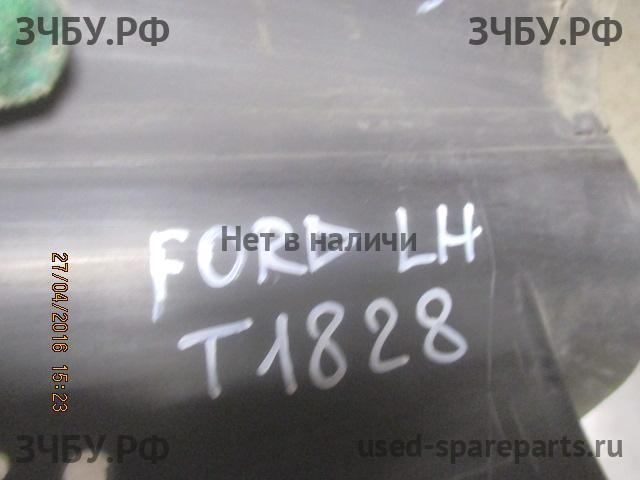 ЗЧБУ.РФ ЗЧБУ.РФ
Нет в наличи
FORD LH
T1828
27/04/2016 15:23
ЗЧБУ.РФ used-spareparts.ru